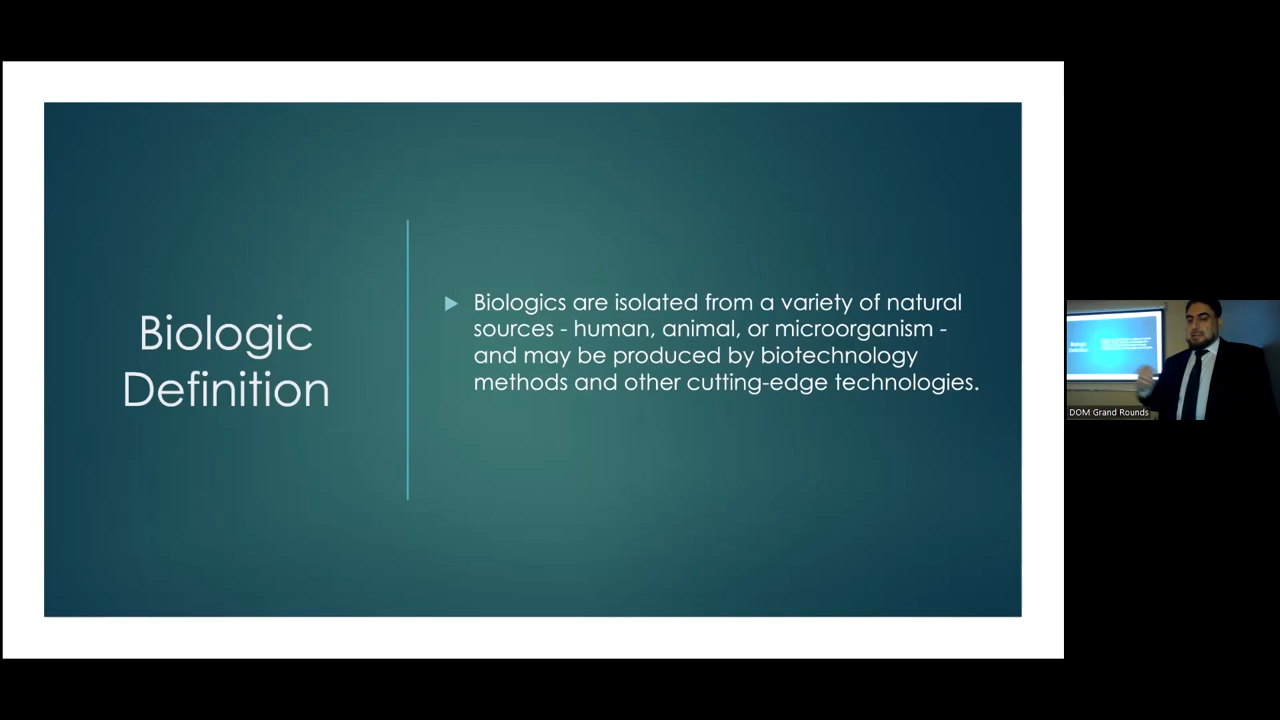 Biologic
Definition
Biologics are isolated from a variety of natural
sources - human, animal, or microorganism -
and may be produced by biotechnology
methods and other cutting-edge technologies.
DOM Grand Rounds